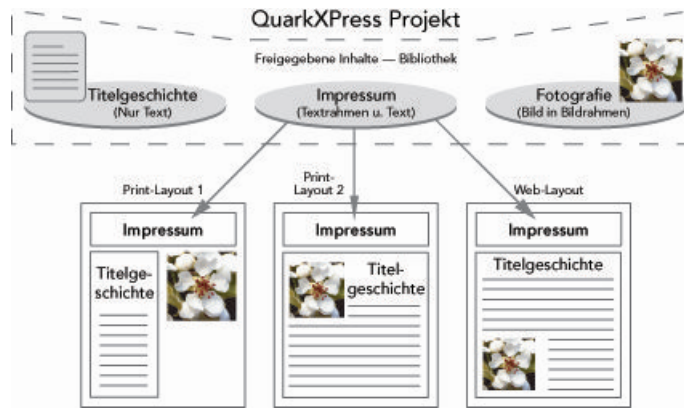 QuarkXPress Projekt
Freigegebene Inhalte — Bibliothek
Titelgeschichte
(Nur Text)
Impressum
(Textrahmen u. Text)
Fotografie
(Bild in Bildrahmen)
Print-Layout 1
Print-
Layout 2
Web-Layout
Impressum
Titelge-
schichte
Impressum
Titel-
geschichte
Impressum
Titelgeschichte